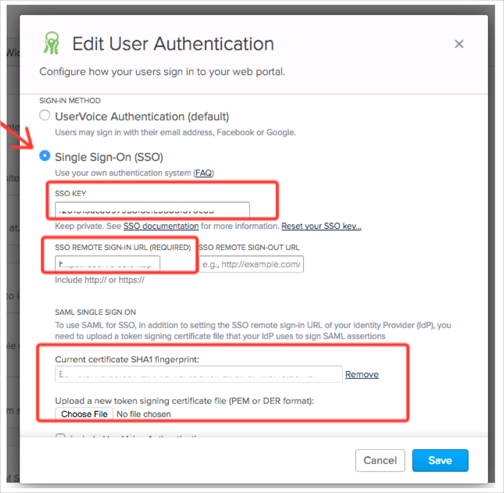 Edit User Authentication
Configure how your users sign in to your web portal.
SIGN-IN METHOD
UserVoice Authentication (default)
Users may sign in with their email address, Facebook or Google.
Single Sign-On (SSO)
Use your own authentication system (FAQ)
SSO KEY
Keep private. See SSO documentation for more information. Reset your SSO key...
SSO REMOTE SIGN-IN URL (REQUIRED) SSO REMOTE SIGN-OUT URL
e.g., http://example.com/
Include http:// or https://
SAML SINGLE SIGN ON
To use SAML for SSO, in addition to setting the SSO remote sign-in URL of your Identity Provider (IdP), you
need to upload a token signing certificate file that your IdP uses to sign SAML assertions
Current certificate SHA1 fingerprint:
Remove
Upload a new token signing certificate file (PEM or DER format):
Choose File No file chosen
Cancel Save